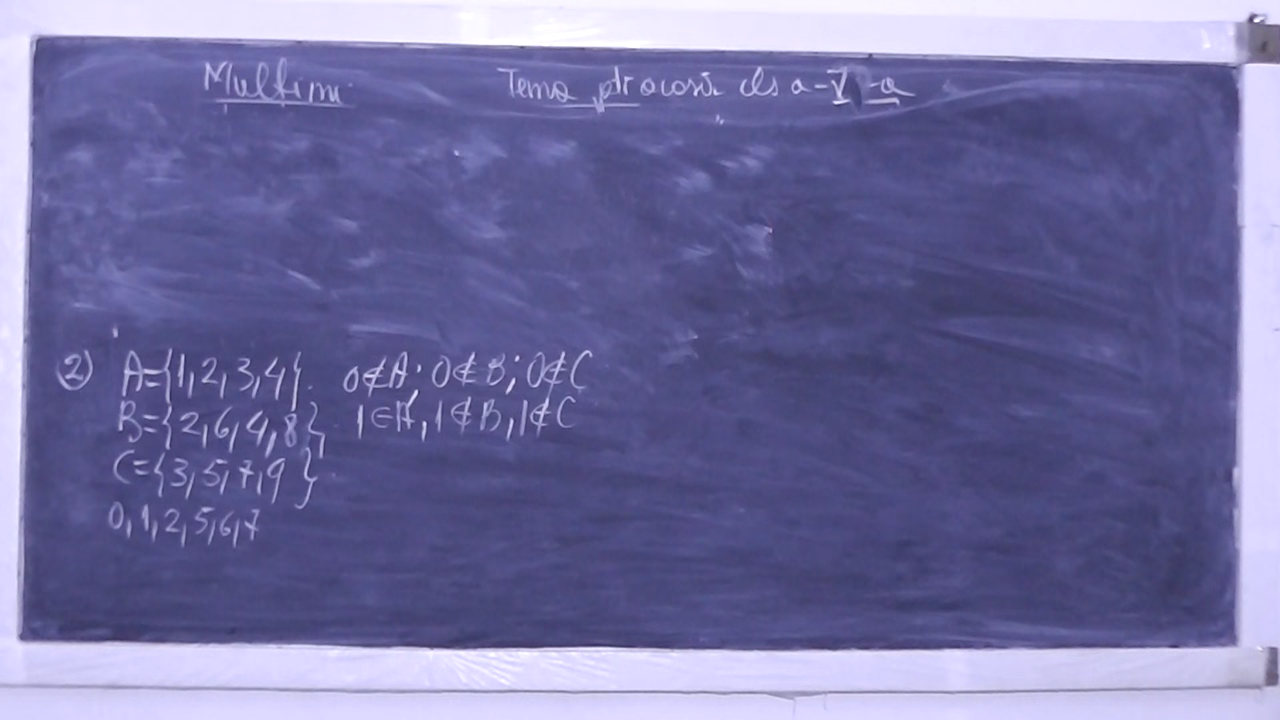 Mulțimi Tema ptr acasă cls a-V-a
2) A={1,2,3,4}. 0∉A; 0∉B; 0∉C
B={2,6,4,8}, 1∈A, 1∉B, 1∉C
C={3,5,7,9}
0,1,2,5,6,7